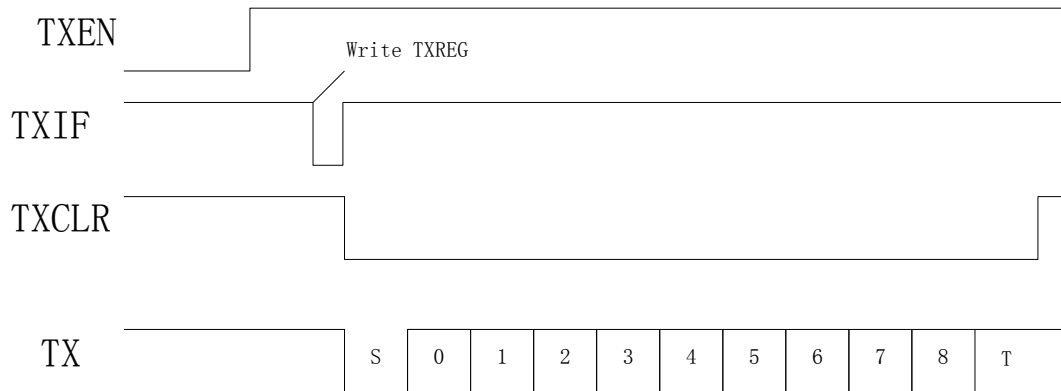 TXEN
Write TXREG
TXIF
TXCLR
TX S 0 1 2 3 4 5 6 7 8 T